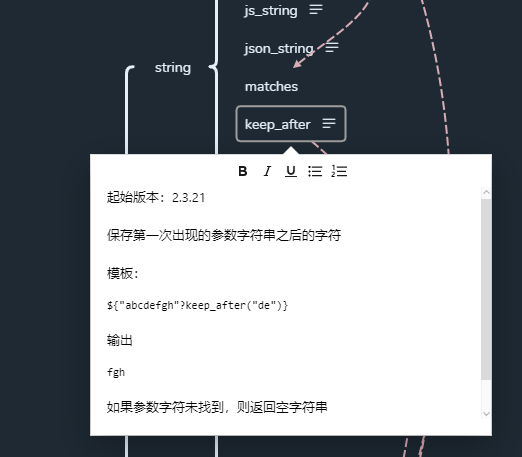 js_string
json_string
string
matches
keep_after
B I U
起始版本：2.3.21
保存第一次出现的参数字符串之后的字符
模板：
${"abcdefgh"?keep_after("de")}
输出
fgh
如果参数字符未找到，则返回空字符串